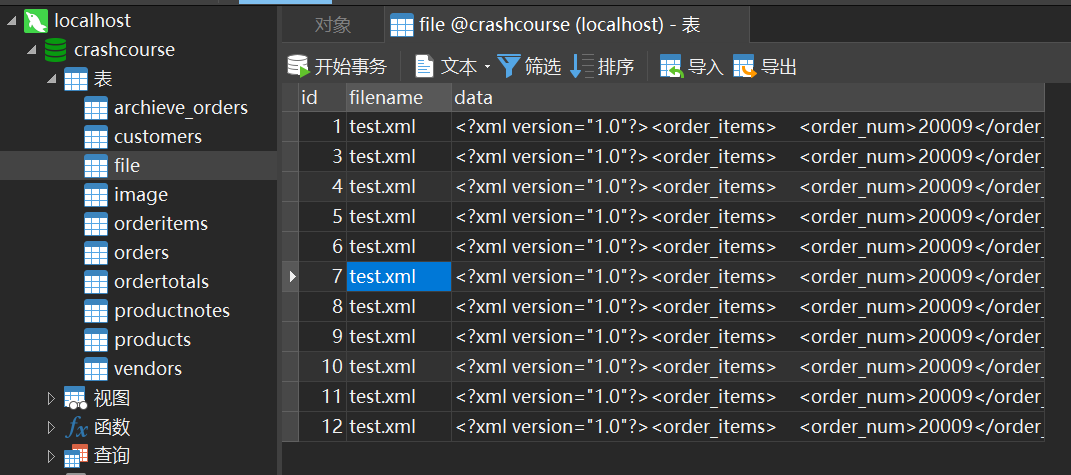 localhost
crashcourse
表
archieve_orders
customers
file
image
orderitems
orders
ordertotals
productnotes
products
vendors
视图
函数
查询
对象 file @crashcourse (localhost) - 表
开始事务 文本 筛选 排序 导入 导出
id filename data
1 test.xml <?xml version="1.0"?><order_items> <order_num>20009</order_
3 test.xml <?xml version="1.0"?><order_items> <order_num>20009</order_
4 test.xml <?xml version="1.0"?><order_items> <order_num>20009</order_
5 test.xml <?xml version="1.0"?><order_items> <order_num>20009</order_
6 test.xml <?xml version="1.0"?><order_items> <order_num>20009</order_
7 test.xml <?xml version="1.0"?><order_items> <order_num>20009</order_
8 test.xml <?xml version="1.0"?><order_items> <order_num>20009</order_
9 test.xml <?xml version="1.0"?><order_items> <order_num>20009</order_
10 test.xml <?xml version="1.0"?><order_items> <order_num>20009</order_
11 test.xml <?xml version="1.0"?><order_items> <order_num>20009</order_
12 test.xml <?xml version="1.0"?><order_items> <order_num>20009</order_